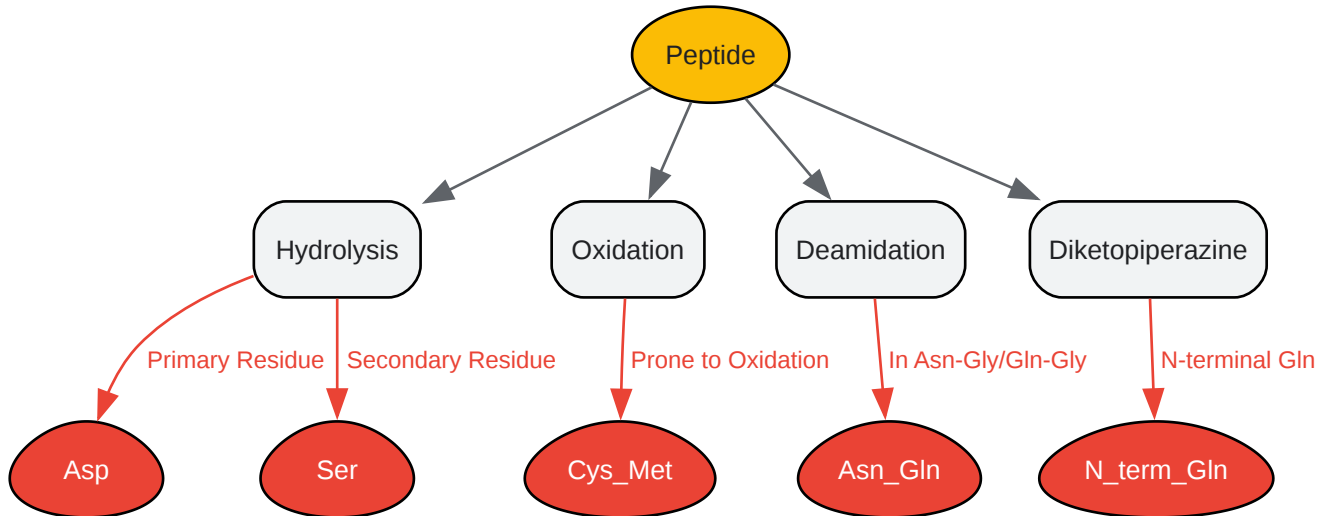 Peptide
Hydrolysis
Oxidation
Deamidation
Diketopiperazine
Primary Residue
Secondary Residue
Prone to Oxidation
In Asn-Gly/Gln-Gly
N-terminal Gln
Asp
Ser
Cys_Met
Asn_Gln
N_term_Gln